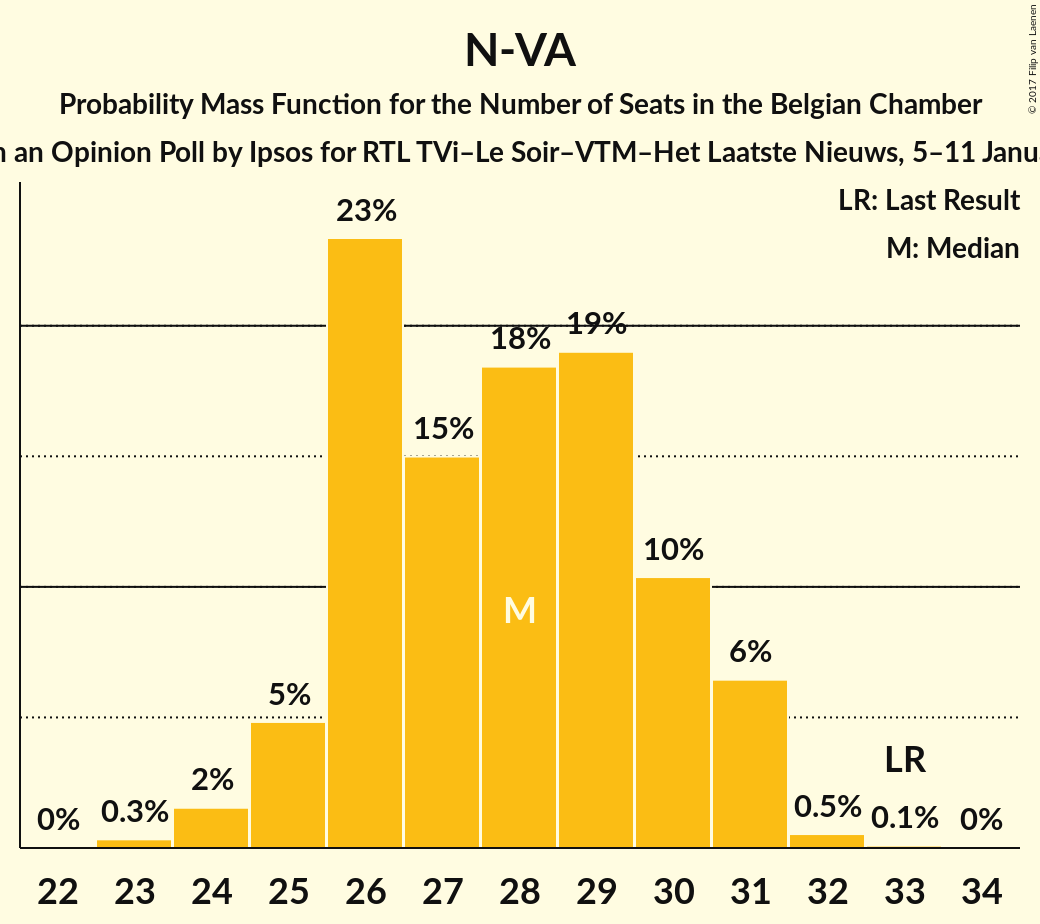 N-VA
Probability Mass Function for the Number of Seats in the Belgian Chamber
an Opinion Poll by Ipsos for RTL TVi–Le Soir–VTM–Het Laatste Nieuws, 5–11
© 2017 Filip van Laenen
LR: Last Result
M: Median
23%
19%
18%
15%
10%
M
6%
5%
LR
2%
0% 0.3% 0.5% 0.1% 0%
22 23 24 25 26 27 28 29 30 31 32 33 34